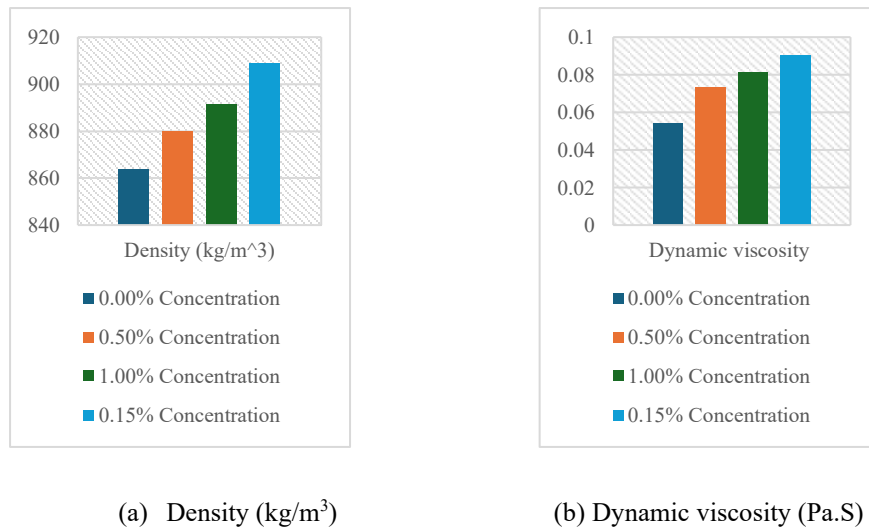 920
900
880
860
840
Density (kg/m^3)
0.00% Concentration
0.50% Concentration
1.00% Concentration
0.15% Concentration
(a) Density (kg/m³)
0.1
0.08
0.06
0.04
0.02
0
Dynamic viscosity
0.00% Concentration
0.50% Concentration
1.00% Concentration
0.15% Concentration
(b) Dynamic viscosity (Pa.S)